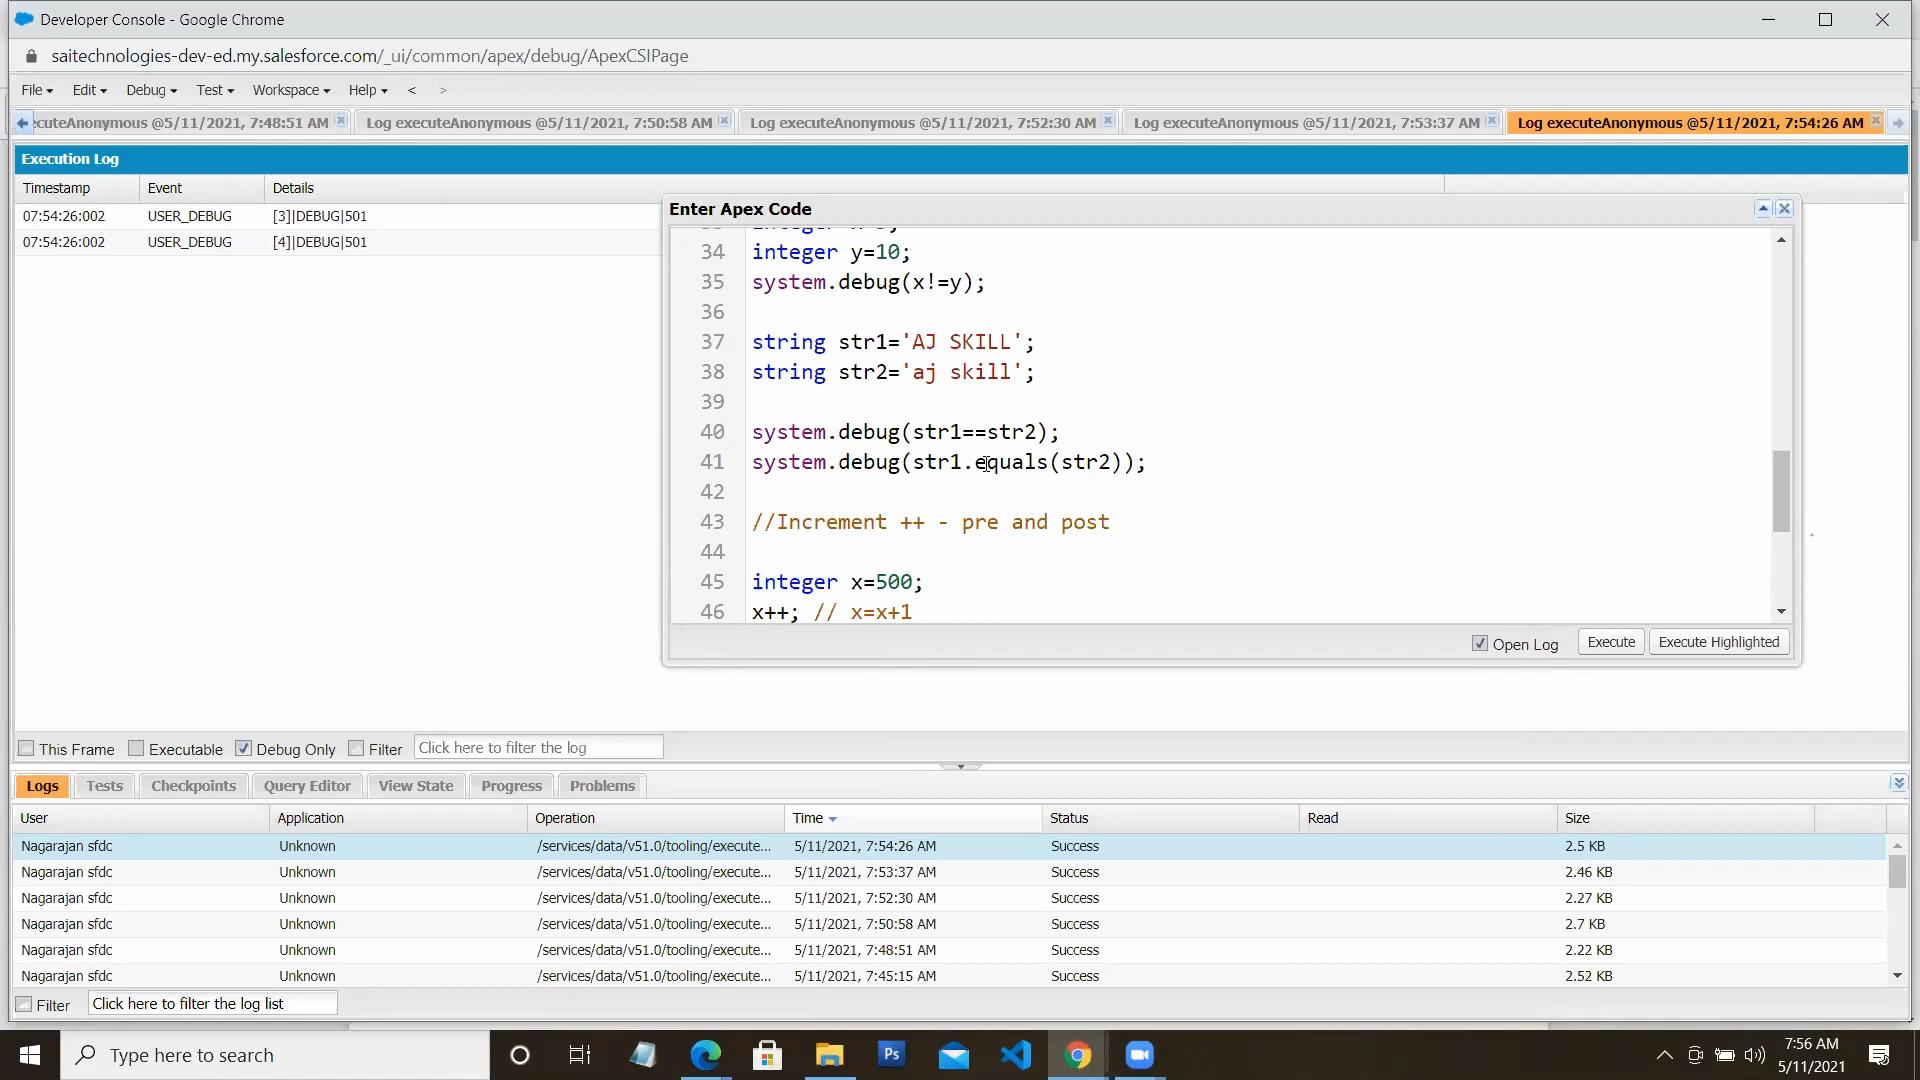 Developer Console - Google Chrome
saitechnologies-dev-ed.my.salesforce.com/_ui/common/apex/debug/ApexCSIPage
File Edit Debug Test Workspace Help < >
ecuteAnonymous @5/11/2021, 7:48:51 AM Log executeAnonymous @5/11/2021, 7:50:58 AM Log executeAnonymous @5/11/2021, 7:52:30 AM Log executeAnonymous @5/11/2021, 7:53:37 AM Log executeAnonymous @5/11/2021, 7:54:26 AM
Execution Log
Timestamp Event Details
07:54:26:002 USER_DEBUG [3]|DEBUG|501
07:54:26:002 USER_DEBUG [4]|DEBUG|501
Enter Apex Code
34 integer y=10;
35 system.debug(x!=y);
36
37 string str1='AJ SKILL';
38 string str2='aj skill';
39
40 system.debug(str1==str2);
41 system.debug(str1.equals(str2));
42
43 //Increment ++ - pre and post
44
45 integer x=500;
46 x++; // x=x+1
Open Log Execute Execute Highlighted
This Frame Executable Debug Only Filter Click here to filter the log
Logs Tests Checkpoints Query Editor View State Progress Problems
User Application Operation Time Status Read Size
Nagarajan sfdc Unknown /services/data/v51.0/tooling/execute... 5/11/2021, 7:54:26 AM Success 2.5 KB
Nagarajan sfdc Unknown /services/data/v51.0/tooling/execute... 5/11/2021, 7:53:37 AM Success 2.46 KB
Nagarajan sfdc Unknown /services/data/v51.0/tooling/execute... 5/11/2021, 7:52:30 AM Success 2.27 KB
Nagarajan sfdc Unknown /services/data/v51.0/tooling/execute... 5/11/2021, 7:50:58 AM Success 2.7 KB
Nagarajan sfdc Unknown /services/data/v51.0/tooling/execute... 5/11/2021, 7:48:51 AM Success 2.22 KB
Nagarajan sfdc Unknown /services/data/v51.0/tooling/execute... 5/11/2021, 7:45:15 AM Success 2.52 KB
Filter Click here to filter the log list
Type here to search
Ps
7:56 AM
5/11/2021